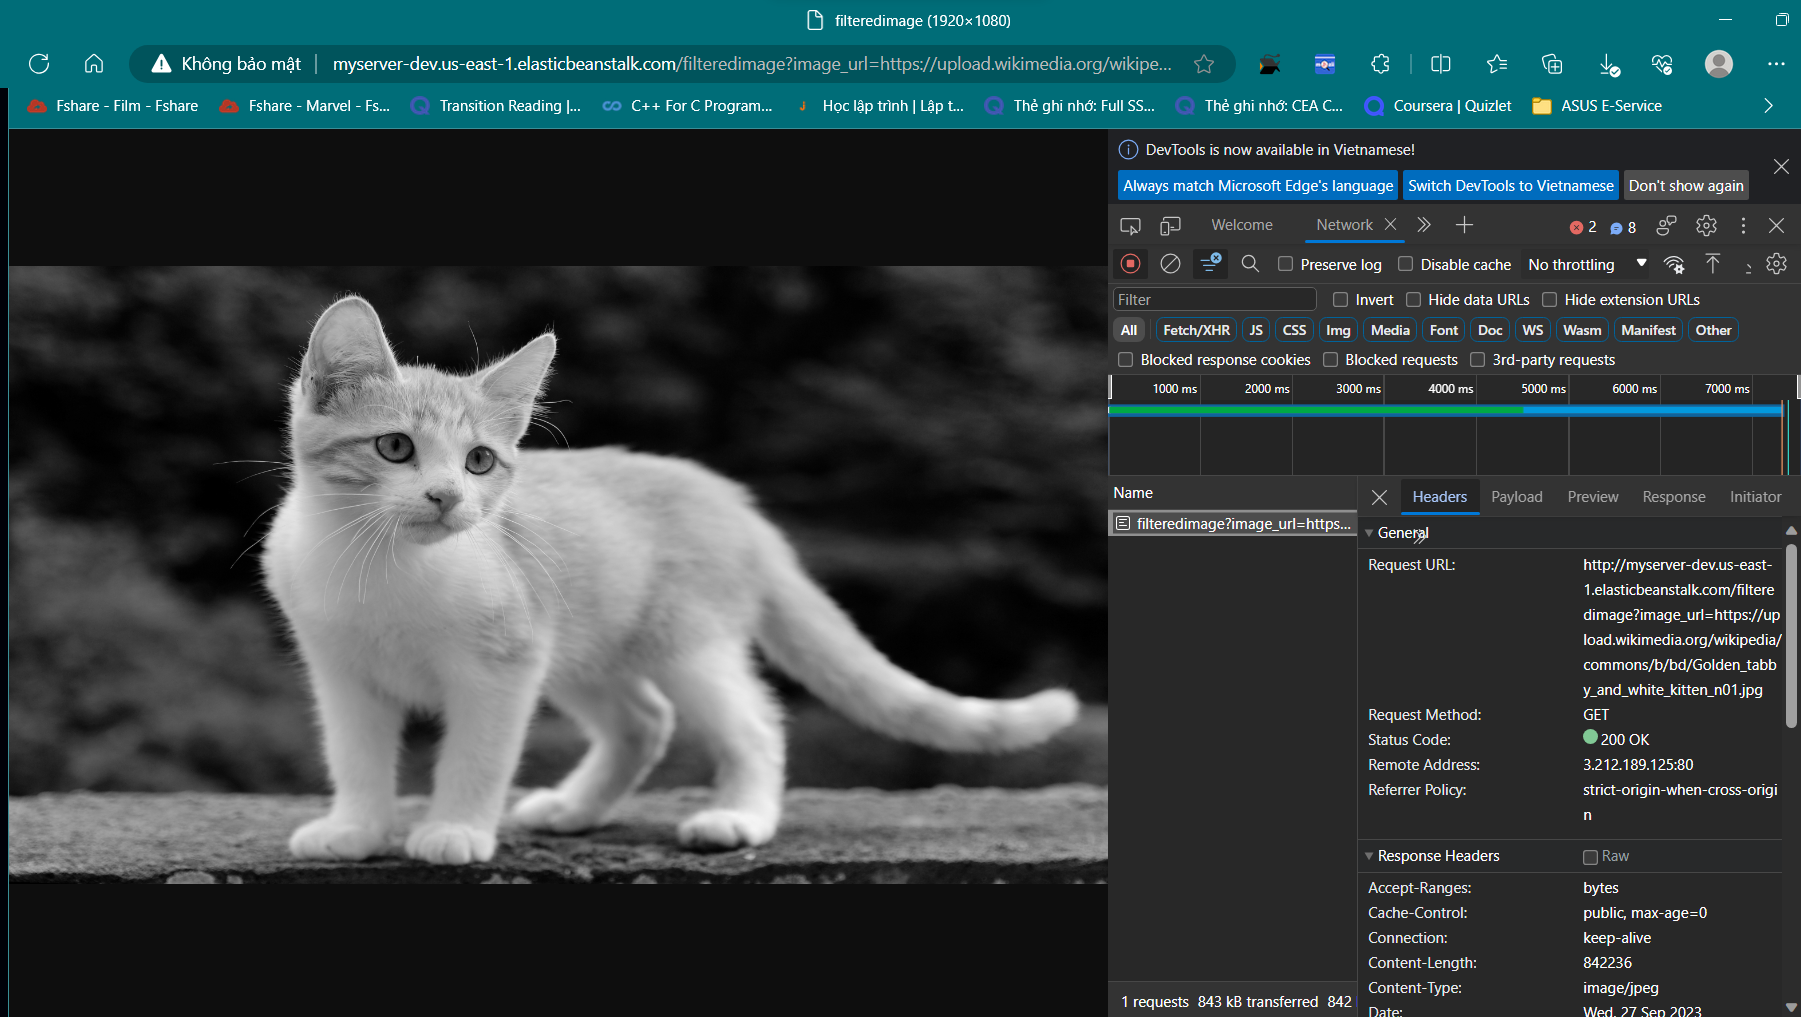 filteredimage (1920×1080)
Không bảo mật myserver-dev.us-east-1.elasticbeanstalk.com/filteredimage?image_url=https://upload.wikimedia.org/wikipe...
Fshare - Film - Fshare Fshare - Marvel - Fs... Transition Reading |... C++ For C Program... Học lập trình | Lập t... Thẻ ghi nhớ: Full SS... Thẻ ghi nhớ: CEA C... Coursera | Quizlet ASUS E-Service
DevTools is now available in Vietnamese!
Always match Microsoft Edge's language Switch DevTools to Vietnamese Don't show again
Welcome Network 2 8
Preserve log Disable cache No throttling
Filter Invert Hide data URLs Hide extension URLs
All Fetch/XHR JS CSS Img Media Font Doc WS Wasm Manifest Other
Blocked response cookies Blocked requests 3rd-party requests
1000 ms 2000 ms 3000 ms 4000 ms 5000 ms 6000 ms 7000 ms
Name Headers Payload Preview Response Initiator
filteredimage?image_url=https...
General
Request URL: http://myserver-dev.us-east-
1.elasticbeanstalk.com/filtere
dimage?image_url=https://up
load.wikimedia.org/wikipedia/
commons/b/bd/Golden_tabb
y_and_white_kitten_n01.jpg
Request Method: GET
Status Code: 200 OK
Remote Address: 3.212.189.125:80
Referrer Policy: strict-origin-when-cross-origi
n
Response Headers Raw
Accept-Ranges: bytes
Cache-Control: public, max-age=0
Connection: keep-alive
Content-Length: 842236
Content-Type: image/jpeg
Date: Wed, 27 Sep 2023
1 requests 843 kB transferred 842